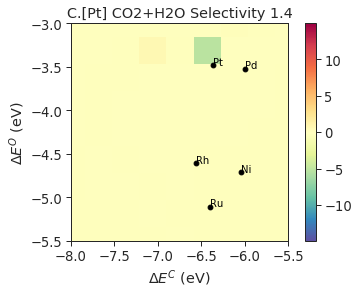 C.[Pt] CO2+H2O Selectivity 1.4
−3.0
−3.5
−4.0
−4.5
−5.0
−5.5
ΔE^O (eV)
Pt
Pd
Rh
Ni
Ru
−8.0 −7.5 −7.0 −6.5 −6.0 −5.5
ΔE^C (eV)
10
5
0
−5
−10